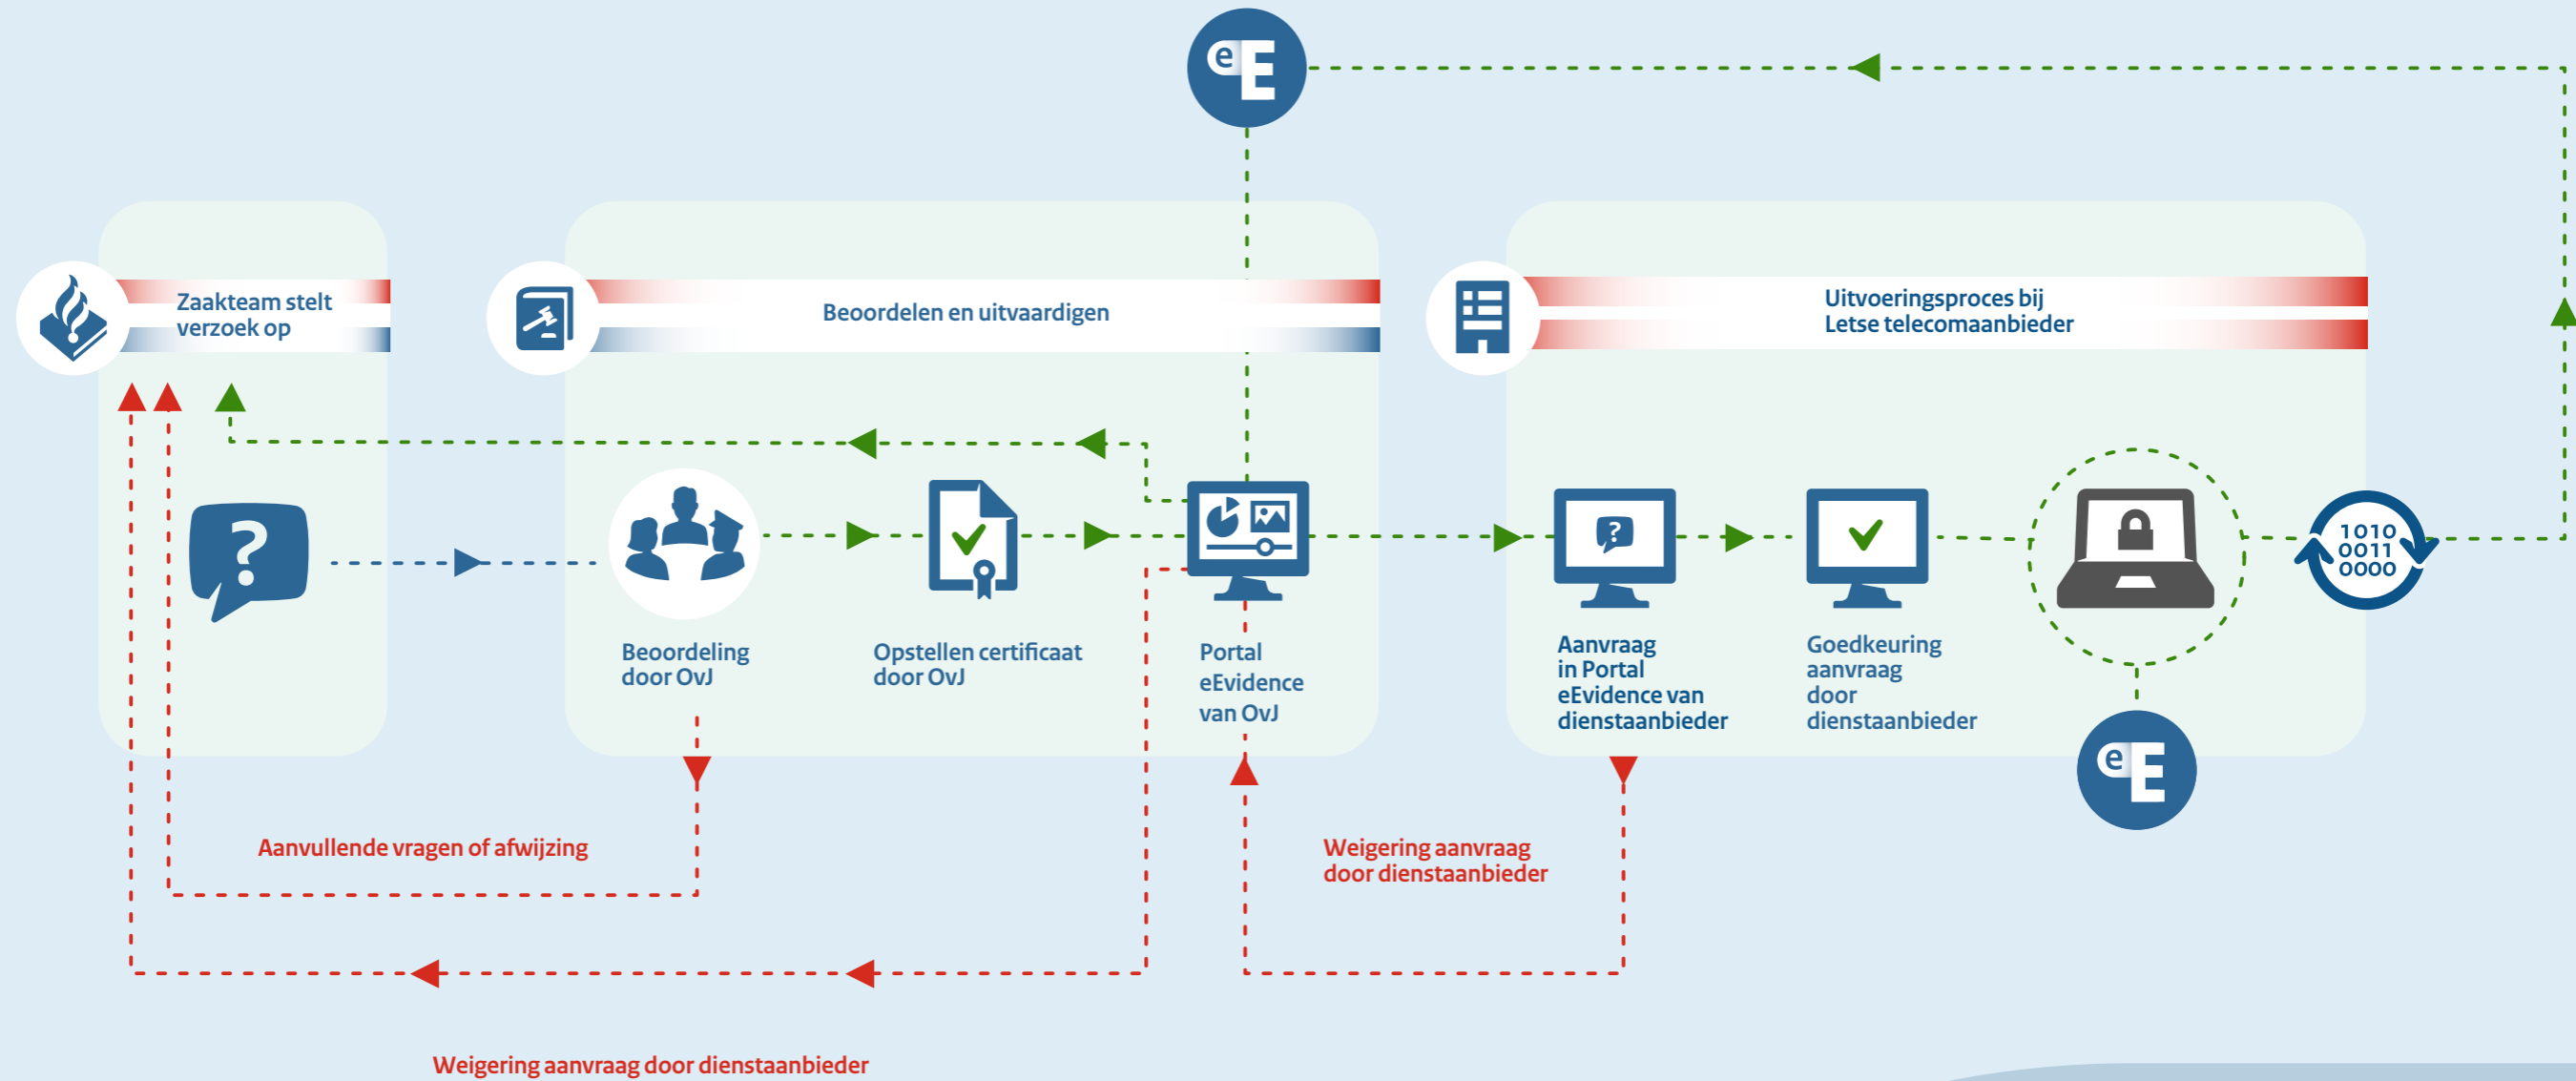 eE
Zaakteam stelt
verzoek op
Beoordelen en uitvaardigen
Uitvoeringsproces bij
Letse telecomaanbieder
?
?
1010
0011
0000
Beoordeling
door OvJ
Opstellen certificaat
door OvJ
Portal
eEvidence
van OvJ
Aanvraag
in Portal
eEvidence van
dienstaanbieder
Goedkeuring
aanvraag
door
dienstaanbieder
eE
Aanvullende vragen of afwijzing
Weigering aanvraag
door dienstaanbieder
Weigering aanvraag door dienstaanbieder